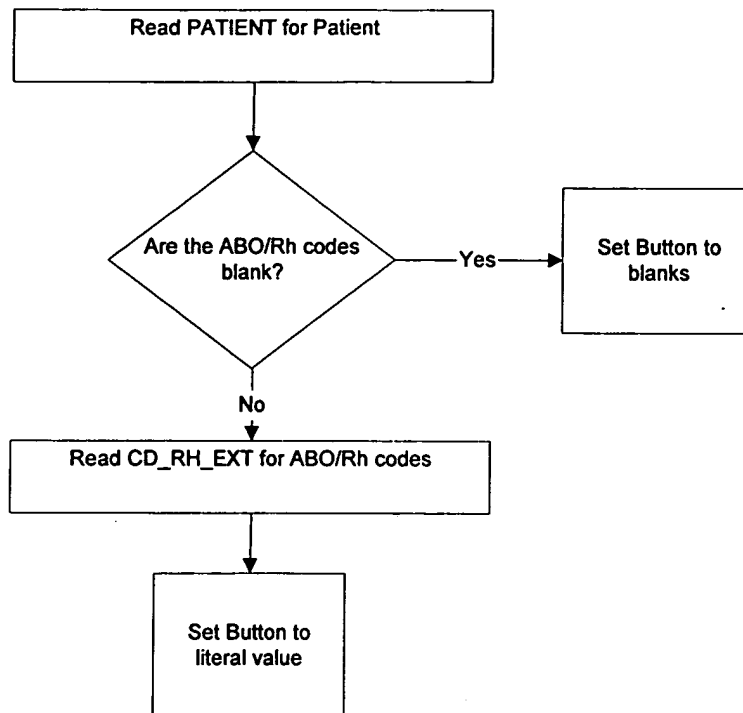 Read PATIENT for Patient
Are the ABO/Rh codes
blank?
Yes
Set Button to
blanks
No
Read CD_RH_EXT for ABO/Rh codes
Set Button to
literal value